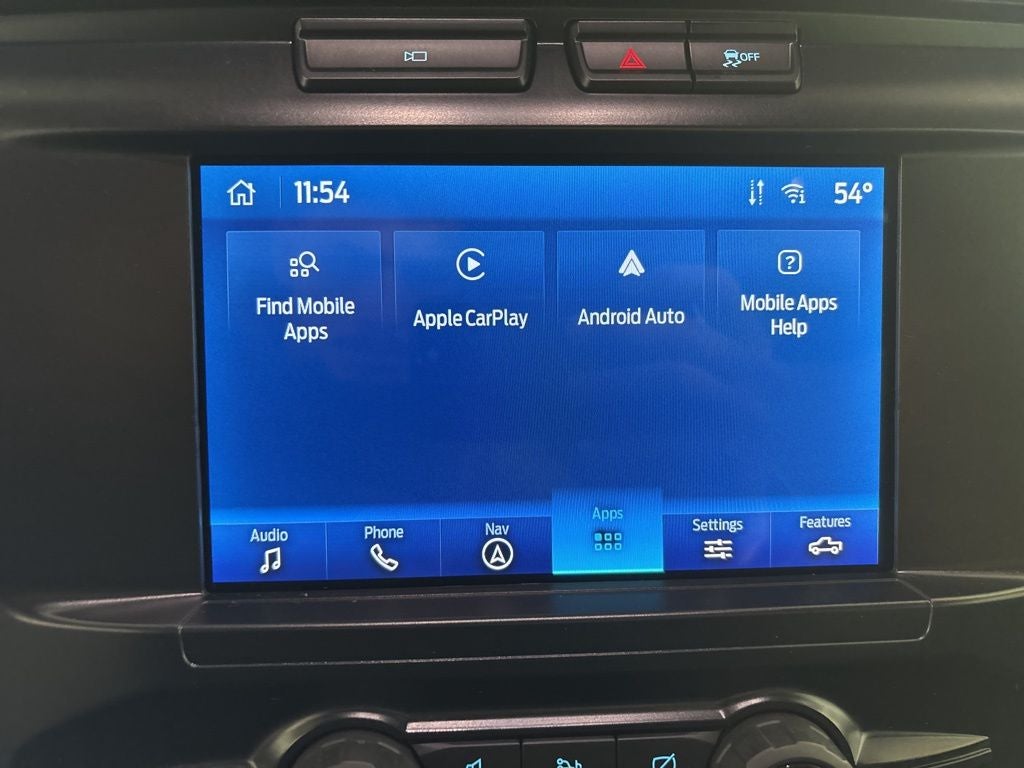 OFF
11:54
54°
Find Mobile
Apps
Apple CarPlay
Android Auto
Mobile Apps
Help
Audio
Phone
Nav
Apps
Settings
Features